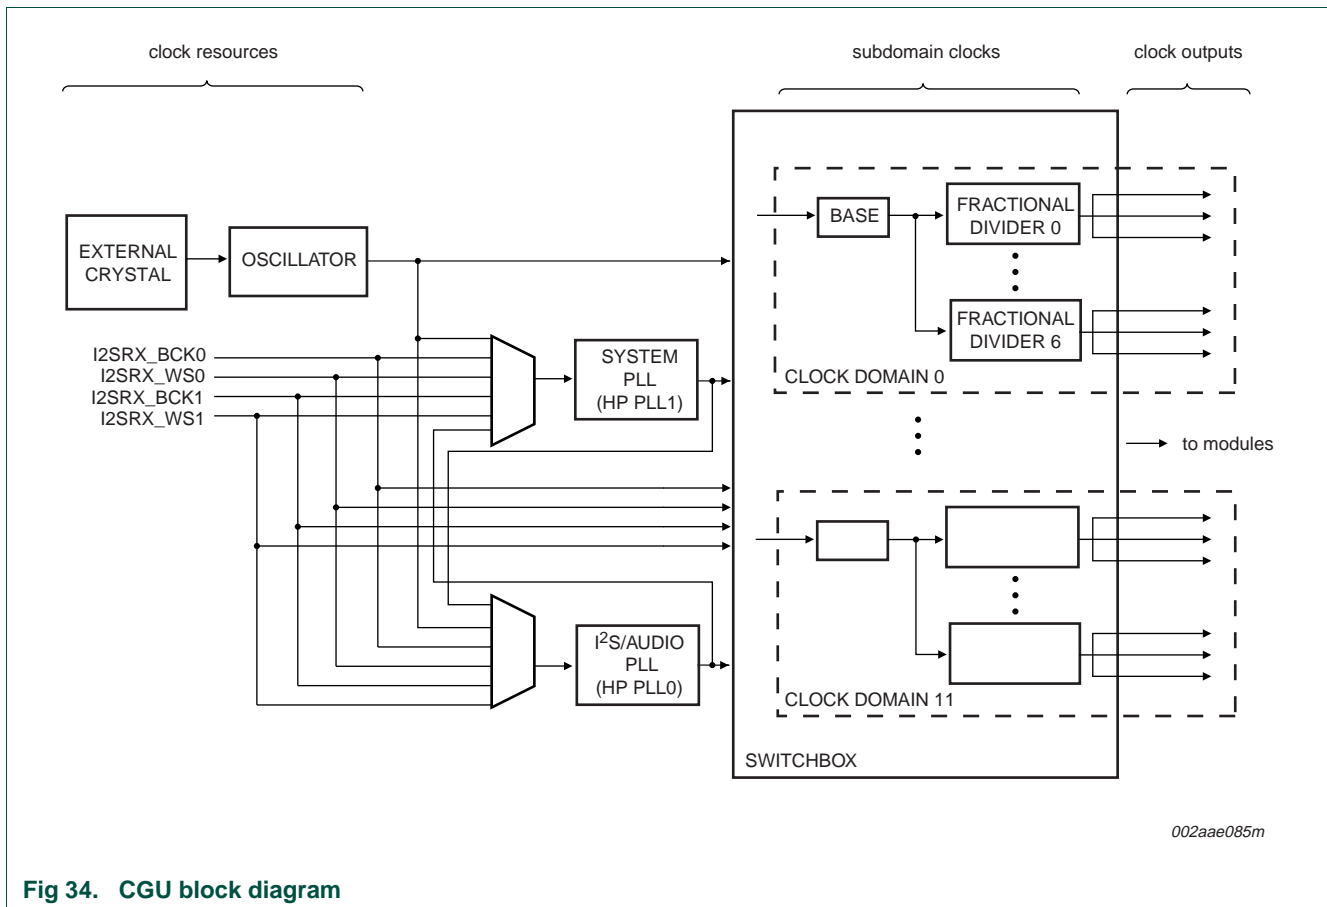 clock resources
subdomain clocks
clock outputs
EXTERNAL
CRYSTAL
OSCILLATOR
BASE
FRACTIONAL
DIVIDER 0
FRACTIONAL
DIVIDER 6
CLOCK DOMAIN 0
I2SRX_BCK0
I2SRX_WS0
I2SRX_BCK1
I2SRX_WS1
SYSTEM
PLL
(HP PLL1)
to modules
I2S/AUDIO
PLL
(HP PLL0)
CLOCK DOMAIN 11
SWITCHBOX
002aae085m
Fig 34. CGU block diagram